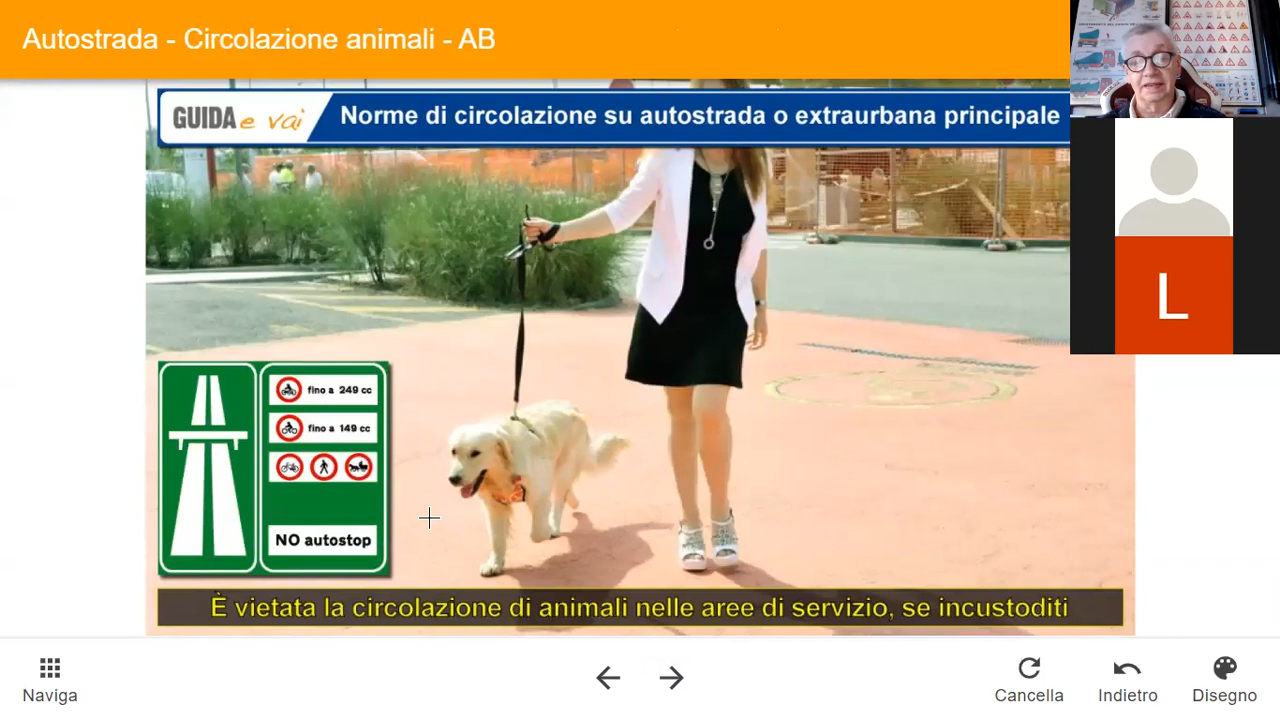 Autostrada - Circolazione animali - AB
GUIDA e vai
Norme di circolazione su autostrada o extraurbana principale
fino a 249 cc
fino a 149 cc
NO autostop
È vietata la circolazione di animali nelle aree di servizio, se incustoditi
L
Naviga
Cancella
Indietro
Disegno